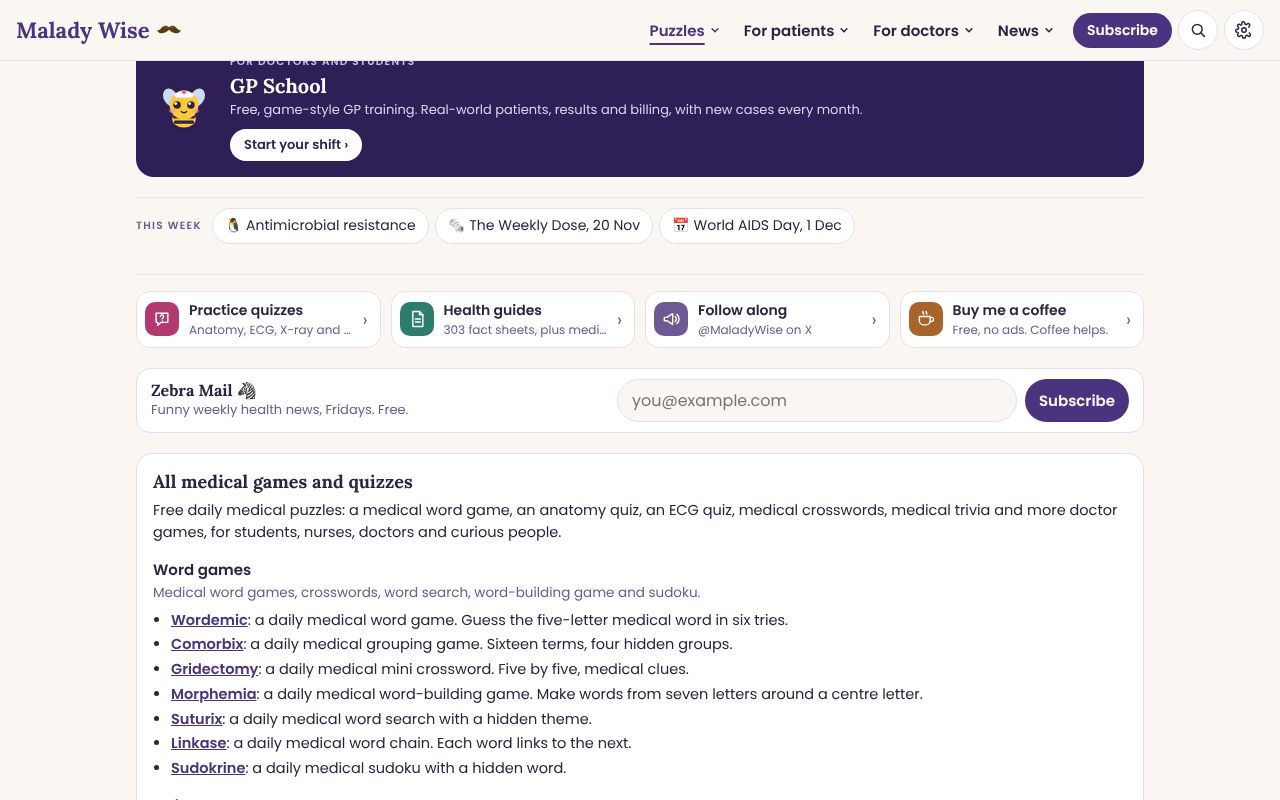 Malady Wise
Puzzles
For patients
For doctors
News
Subscribe
FOR DOCTORS AND STUDENTS
GP School
Free, game-style GP training. Real-world patients, results and billing, with new cases every month.
Start your shift ›
THIS WEEK
Antimicrobial resistance
The Weekly Dose, 20 Nov
World AIDS Day, 1 Dec
Practice quizzes
Anatomy, ECG, X-ray and …
Health guides
303 fact sheets, plus medi…
Follow along
@MaladyWise on X
Buy me a coffee
Free, no ads. Coffee helps.
Zebra Mail
Funny weekly health news, Fridays. Free.
you@example.com
Subscribe
All medical games and quizzes
Free daily medical puzzles: a medical word game, an anatomy quiz, an ECG quiz, medical crosswords, medical trivia and more doctor
games, for students, nurses, doctors and curious people.
Word games
Medical word games, crosswords, word search, word-building game and sudoku.
• Wordemic: a daily medical word game. Guess the five-letter medical word in six tries.
• Comorbix: a daily medical grouping game. Sixteen terms, four hidden groups.
• Gridectomy: a daily medical mini crossword. Five by five, medical clues.
• Morphemia: a daily medical word-building game. Make words from seven letters around a centre letter.
• Suturix: a daily medical word search with a hidden theme.
• Linkase: a daily medical word chain. Each word links to the next.
• Sudokrine: a daily medical sudoku with a hidden word.